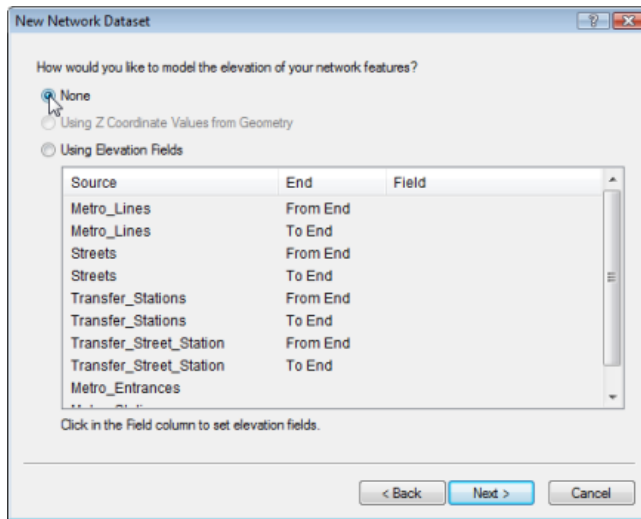 New Network Dataset
How would you like to model the elevation of your network features?
None
Using Z Coordinate Values from Geometry
Using Elevation Fields
Source End Field
Metro_Lines From End
Metro_Lines To End
Streets From End
Streets To End
Transfer_Stations From End
Transfer_Stations To End
Transfer_Street_Station From End
Transfer_Street_Station To End
Metro_Entrances
Click in the Field column to set elevation fields.
< Back Next > Cancel